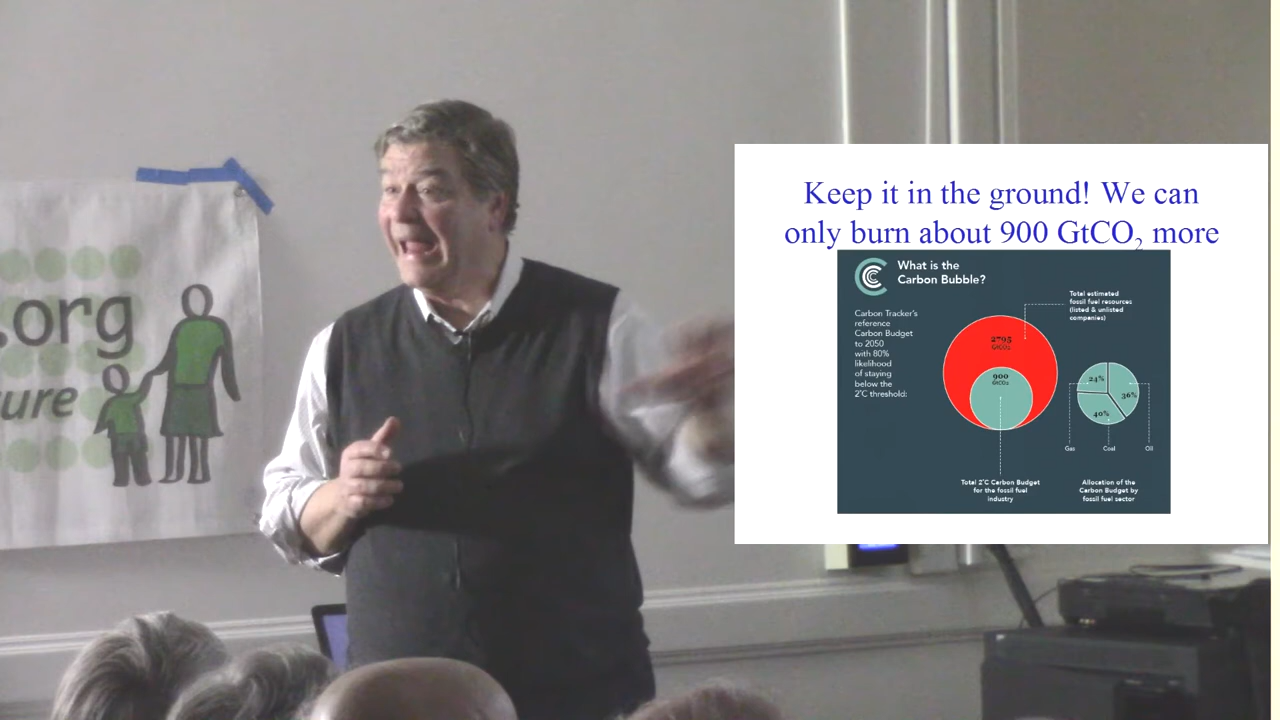 .org
ure
Keep it in the ground! We can
only burn about 900 GtCO₂ more
What is the
Carbon Bubble?
Carbon Tracker's
reference
Carbon Budget
to 2050
with 80%
likelihood
of staying
below the
2°C threshold:
Total estimated
fossil fuel resources
(listed & unlisted
companies)
2795
GtCO₂
900
GtCO₂
24%
36%
40%
Gas
Coal
Oil
Total 2°C Carbon Budget
for the fossil fuel
industry
Allocation of the
Carbon Budget by
fossil fuel sector